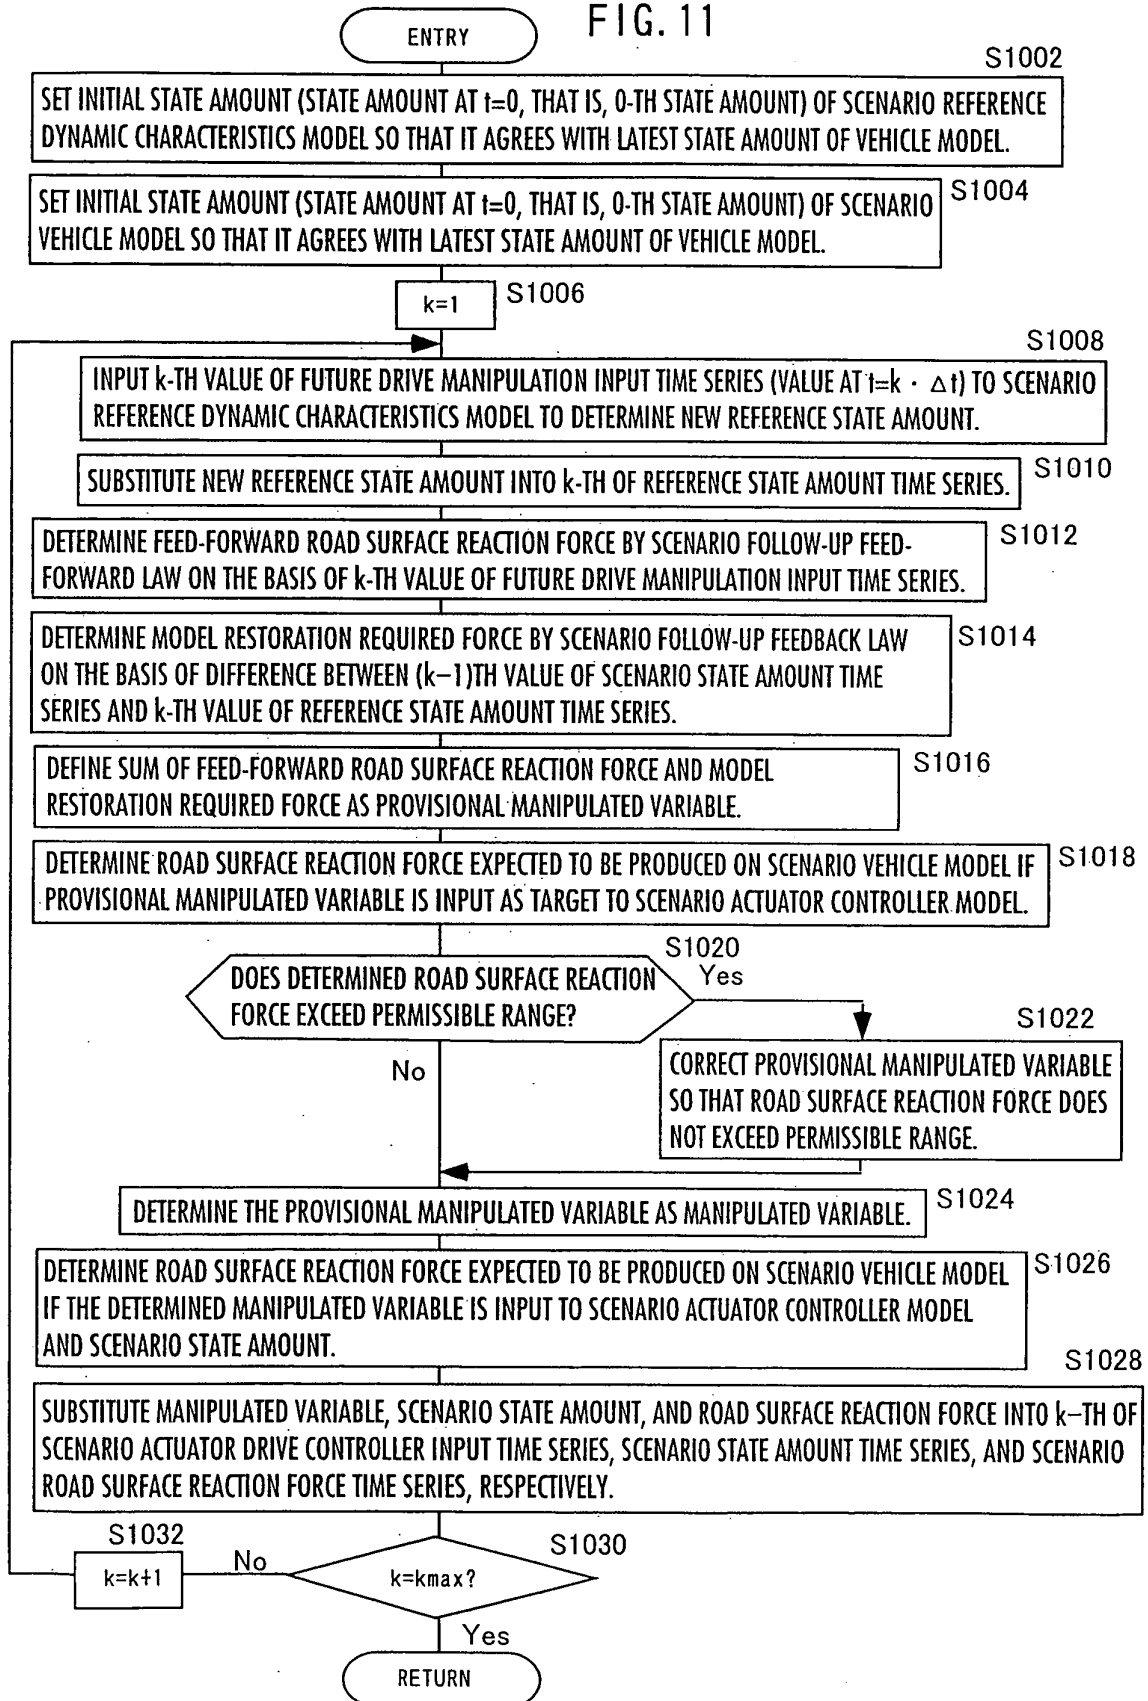 FIG. 11
ENTRY
S1002
SET INITIAL STATE AMOUNT (STATE AMOUNT AT t=0, THAT IS, 0-TH STATE AMOUNT) OF SCENARIO REFERENCE
DYNAMIC CHARACTERISTICS MODEL SO THAT IT AGREES WITH LATEST STATE AMOUNT OF VEHICLE MODEL.
S1004
SET INITIAL STATE AMOUNT (STATE AMOUNT AT t=0, THAT IS, 0-TH STATE AMOUNT) OF SCENARIO
VEHICLE MODEL SO THAT IT AGREES WITH LATEST STATE AMOUNT OF VEHICLE MODEL.
S1006
k=1
S1008
INPUT k-TH VALUE OF FUTURE DRIVE MANIPULATION INPUT TIME SERIES (VALUE AT t=k · Δt) TO SCENARIO
REFERENCE DYNAMIC CHARACTERISTICS MODEL TO DETERMINE NEW REFERENCE STATE AMOUNT.
S1010
SUBSTITUTE NEW REFERENCE STATE AMOUNT INTO k-TH OF REFERENCE STATE AMOUNT TIME SERIES.
S1012
DETERMINE FEED-FORWARD ROAD SURFACE REACTION FORCE BY SCENARIO FOLLOW-UP FEED-
FORWARD LAW ON THE BASIS OF k-TH VALUE OF FUTURE DRIVE MANIPULATION INPUT TIME SERIES.
S1014
DETERMINE MODEL RESTORATION REQUIRED FORCE BY SCENARIO FOLLOW-UP FEEDBACK LAW
ON THE BASIS OF DIFFERENCE BETWEEN (k-1)TH VALUE OF SCENARIO STATE AMOUNT TIME
SERIES AND k-TH VALUE OF REFERENCE STATE AMOUNT TIME SERIES.
S1016
DEFINE SUM OF FEED-FORWARD ROAD SURFACE REACTION FORCE AND MODEL
RESTORATION REQUIRED FORCE AS PROVISIONAL MANIPULATED VARIABLE.
S1018
DETERMINE ROAD SURFACE REACTION FORCE EXPECTED TO BE PRODUCED ON SCENARIO VEHICLE MODEL IF
PROVISIONAL MANIPULATED VARIABLE IS INPUT AS TARGET TO SCENARIO ACTUATOR CONTROLLER MODEL.
S1020
DOES DETERMINED ROAD SURFACE REACTION
FORCE EXCEED PERMISSIBLE RANGE?
Yes
No
S1022
CORRECT PROVISIONAL MANIPULATED VARIABLE
SO THAT ROAD SURFACE REACTION FORCE DOES
NOT EXCEED PERMISSIBLE RANGE.
S1024
DETERMINE THE PROVISIONAL MANIPULATED VARIABLE AS MANIPULATED VARIABLE.
S1026
DETERMINE ROAD SURFACE REACTION FORCE EXPECTED TO BE PRODUCED ON SCENARIO VEHICLE MODEL
IF THE DETERMINED MANIPULATED VARIABLE IS INPUT TO SCENARIO ACTUATOR CONTROLLER MODEL
AND SCENARIO STATE AMOUNT.
S1028
SUBSTITUTE MANIPULATED VARIABLE, SCENARIO STATE AMOUNT, AND ROAD SURFACE REACTION FORCE INTO k-TH OF
SCENARIO ACTUATOR DRIVE CONTROLLER INPUT TIME SERIES, SCENARIO STATE AMOUNT TIME SERIES, AND SCENARIO
ROAD SURFACE REACTION FORCE TIME SERIES, RESPECTIVELY.
S1032
k=k+1
No
S1030
k=kmax?
Yes
RETURN